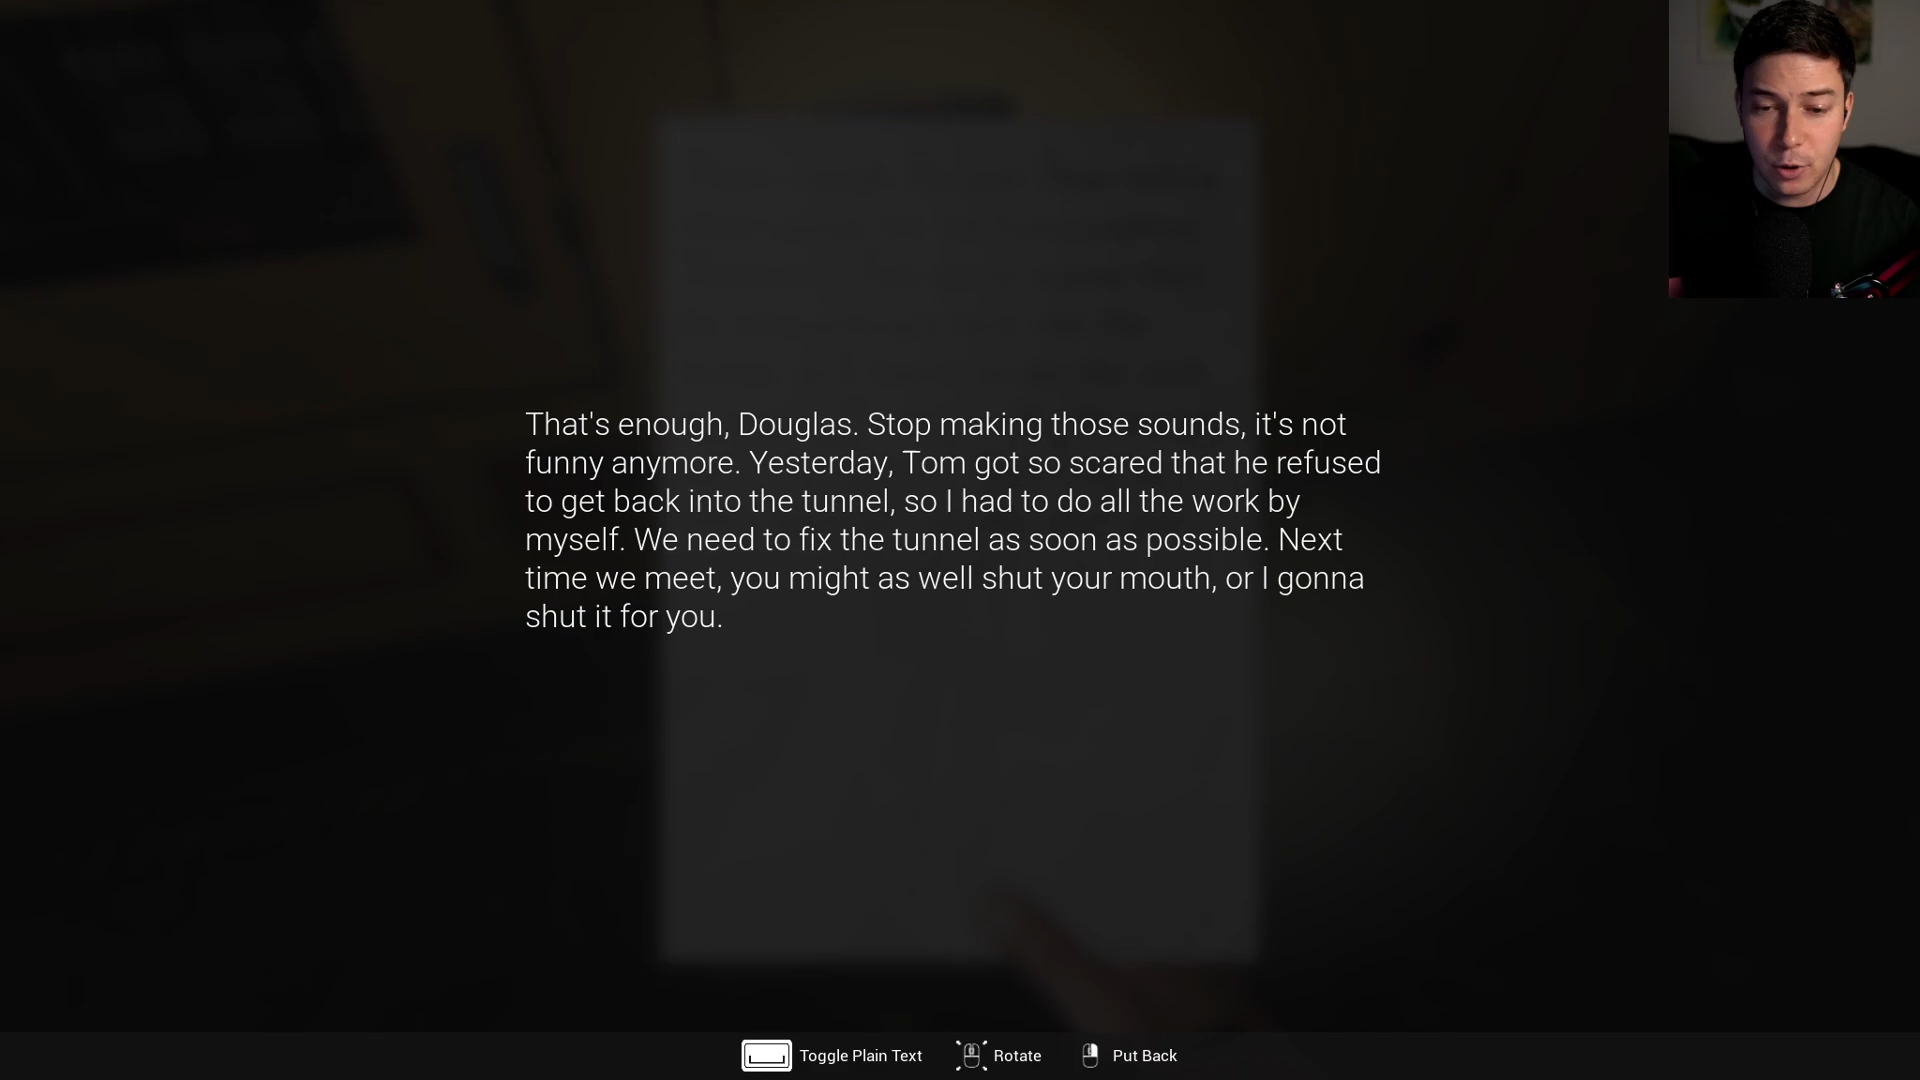 That's enough, Douglas. Stop making those sounds, it's not
funny anymore. Yesterday, Tom got so scared that he refused
to get back into the tunnel, so I had to do all the work by
myself. We need to fix the tunnel as soon as possible. Next
time we meet, you might as well shut your mouth, or I gonna
shut it for you.
Toggle Plain Text Rotate Put Back